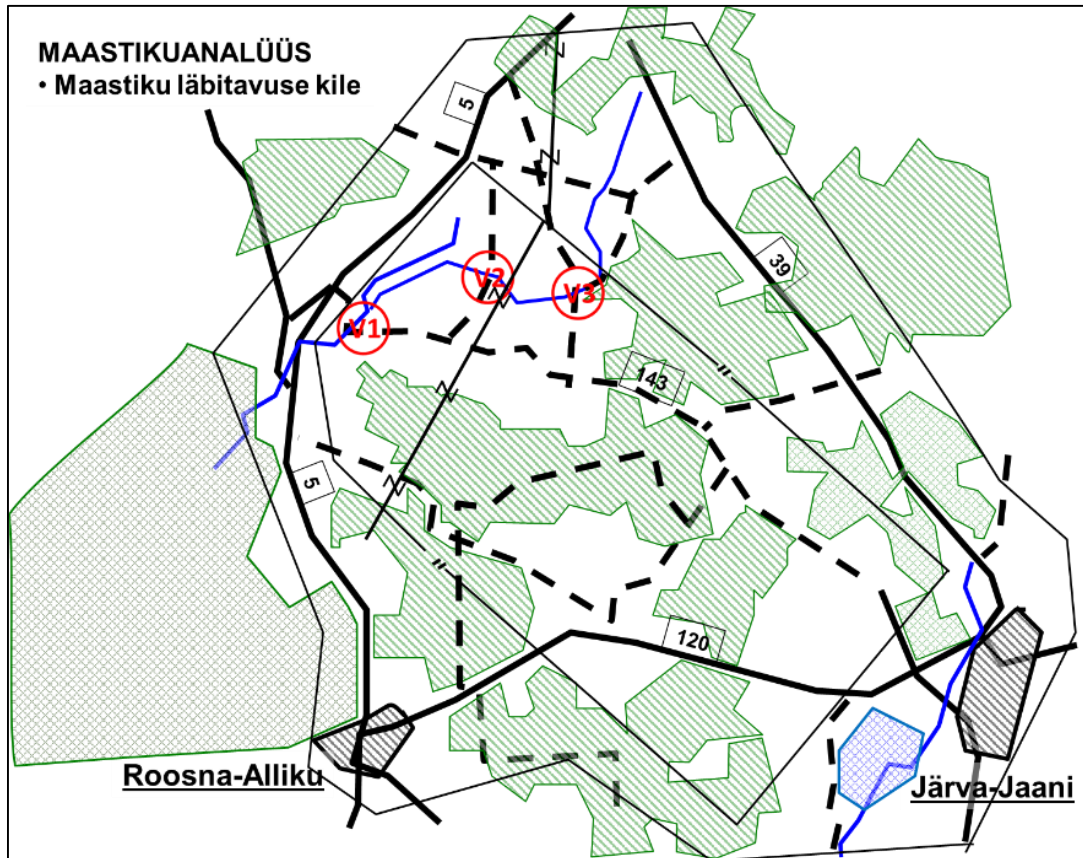 MAASTIKUANALÜÜS
• Maastiku läbitavuse kile
5
39
V1
V2
V3
143
5
120
Roosna-Alliku
Järva-Jaani